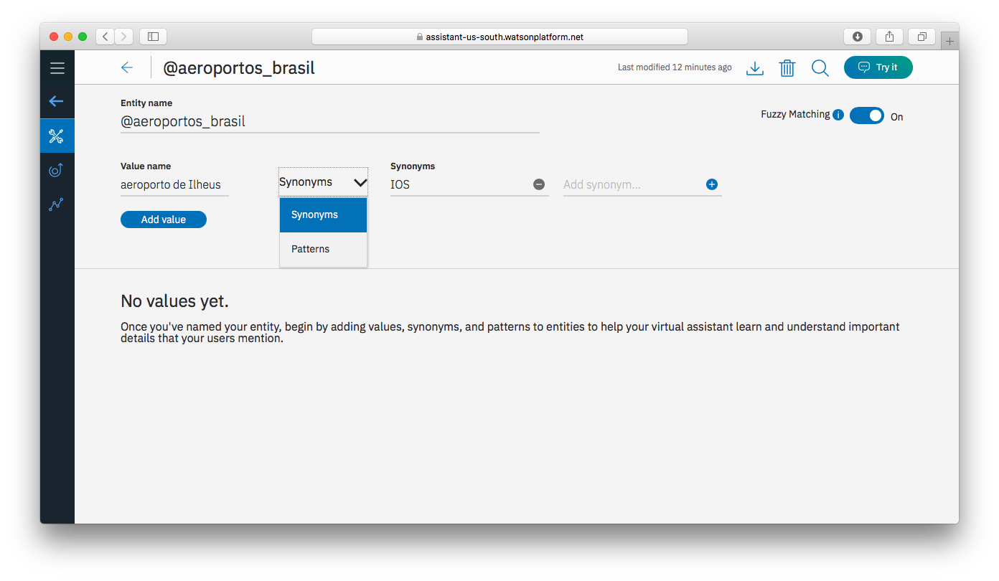 assistant-us-south.watsonplatform.net
@aeroportos_brasil
Last modified 12 minutes ago
Try it
Entity name
@aeroportos_brasil
Fuzzy Matching i On
Value name
Synonyms
Synonyms
aeroporto de Ilheus
IOS
Add synonym...
Synonyms
Add value
Patterns
No values yet.
Once you've named your entity, begin by adding values, synonyms, and patterns to entities to help your virtual assistant learn and understand important
details that your users mention.